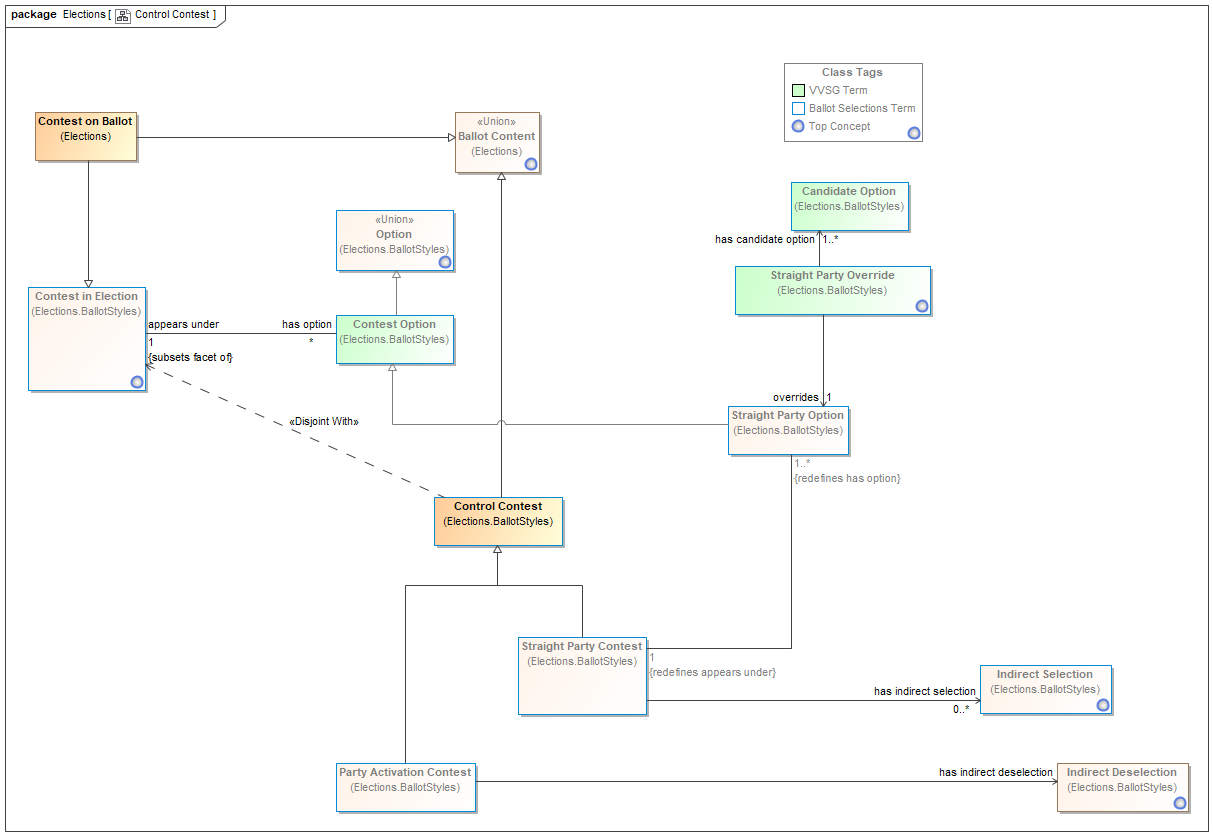 package Elections [ Control Contest ]
Class Tags
VVSG Term
Ballot Selections Term
Top Concept
Contest on Ballot
(Elections)
«Union»
Ballot Content
(Elections)
Candidate Option
(Elections.BallotStyles)
has candidate option 1..*
«Union»
Option
(Elections.BallotStyles)
Straight Party Override
(Elections.BallotStyles)
Contest in Election
(Elections.BallotStyles)
appears under
1
{subsets facet of}
has option
*
Contest Option
(Elections.BallotStyles)
overrides 1
Straight Party Option
(Elections.BallotStyles)
1..*
{redefines has option}
«Disjoint With»
Control Contest
(Elections.BallotStyles)
Straight Party Contest
(Elections.BallotStyles)
1
{redefines appears under}
has indirect selection
0..*
Indirect Selection
(Elections.BallotStyles)
Party Activation Contest
(Elections.BallotStyles)
has indirect deselection
Indirect Deselection
(Elections.BallotStyles)